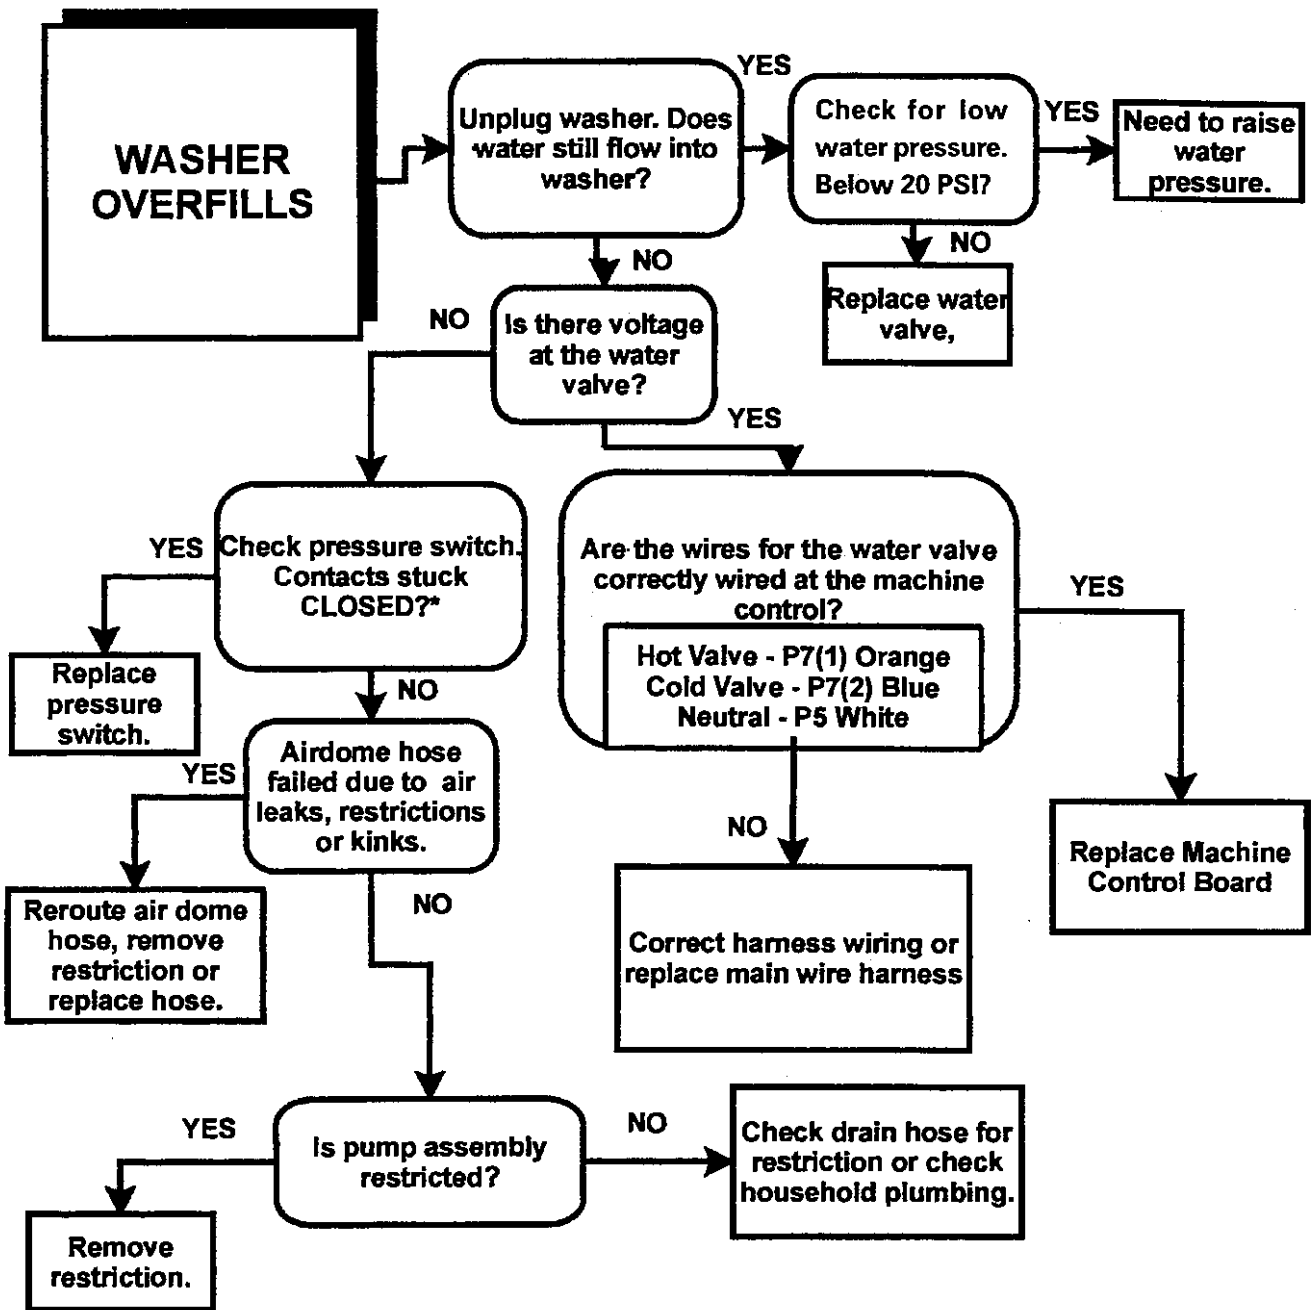 WASHER
OVERFILLS
Unplug washer. Does
water still flow into
washer?
YES
Check for low
water pressure.
Below 20 PSI?
YES
Need to raise
water
pressure.
NO
Replace water
valve,
NO
Is there voltage
at the water
valve?
NO
YES
Check pressure switch.
Contacts stuck
CLOSED?*
YES
Replace
pressure
switch.
NO
Are the wires for the water valve
correctly wired at the machine
control?
Hot Valve - P7(1) Orange
Cold Valve - P7(2) Blue
Neutral - P5 White
YES
Replace Machine
Control Board
NO
Correct harness wiring or
replace main wire harness
Airdome hose
failed due to air
leaks, restrictions
or kinks.
YES
Reroute air dome
hose, remove
restriction or
replace hose.
NO
Is pump assembly
restricted?
YES
Remove
restriction.
NO
Check drain hose for
restriction or check
household plumbing.